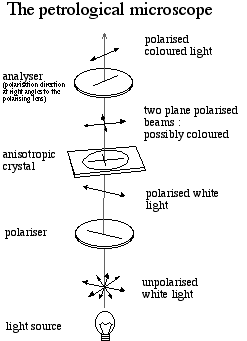 The petrological microscope
polarised
coloured light
analyser
(polarisation direction
at right angles to the
polarising lens)
two plane polarised
beams :
possibly coloured
anisotropic
crystal
polarised white
light
polariser
unpolarised
white light
light source